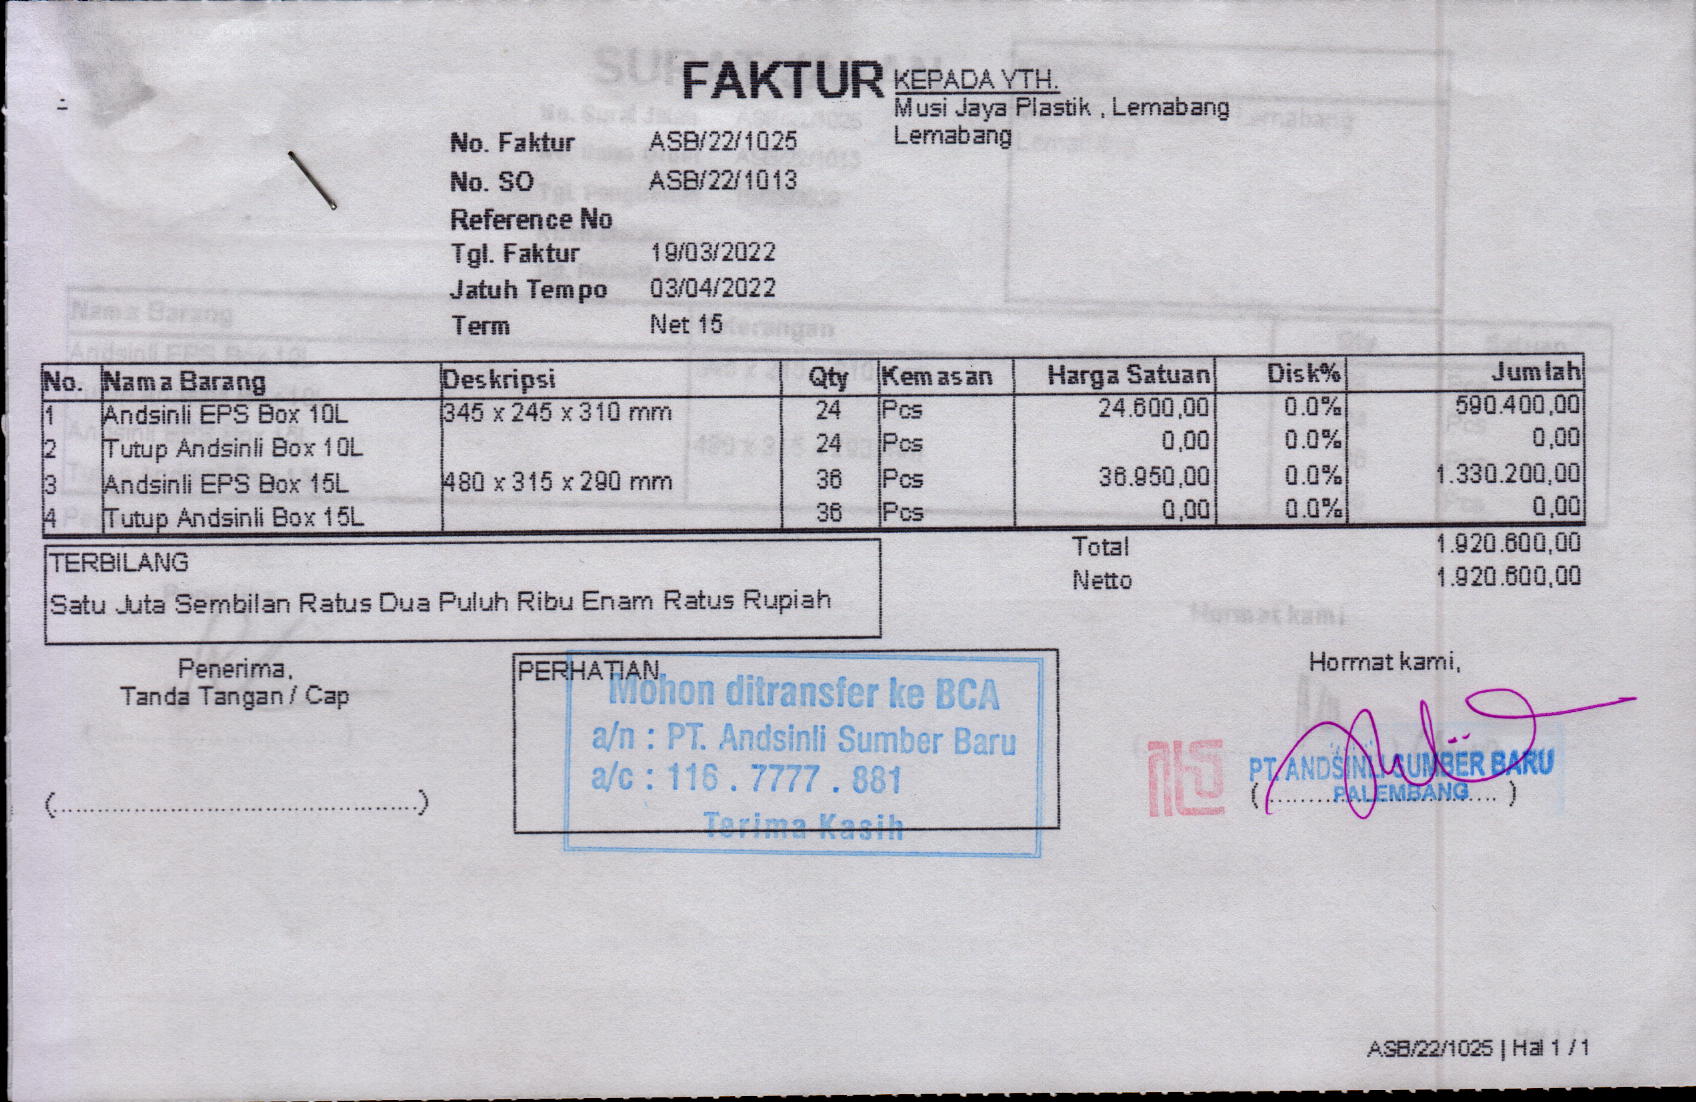 FAKTUR
KEPADA YTH.
Musi Jaya Plastik , Lemabang
Lemabang
No. Faktur ASB/22/1025
No. SO ASB/22/1013
Reference No
Tgl. Faktur 19/03/2022
Jatuh Tempo 03/04/2022
Term Net 15
No. Nama Barang Deskripsi Qty Kemasan Harga Satuan Disk% Jumlah
1 Andsinli EPS Box 10L 345 x 245 x 310 mm 24 Pcs 24.600,00 0.0% 590.400,00
2 Tutup Andsinli Box 10L 24 Pcs 0,00 0.0% 0,00
3 Andsinli EPS Box 15L 480 x 315 x 290 mm 36 Pcs 36.950,00 0.0% 1.330.200,00
4 Tutup Andsinli Box 15L 36 Pcs 0,00 0.0% 0,00
Total 1.920.600,00
Netto 1.920.600,00
TERBILANG
Satu Juta Sembilan Ratus Dua Puluh Ribu Enam Ratus Rupiah
Penerima,
Tanda Tangan / Cap
(........................................)
PERHATIAN
Mohon ditransfer ke BCA
a/n : PT. Andsinli Sumber Baru
a/c : 116 . 7777 . 881
Terima Kasih
Hormat kami,
PT. ANDSINLI SUMBER BARU
PALEMBANG
ASB/22/1025 | Hal 1 / 1